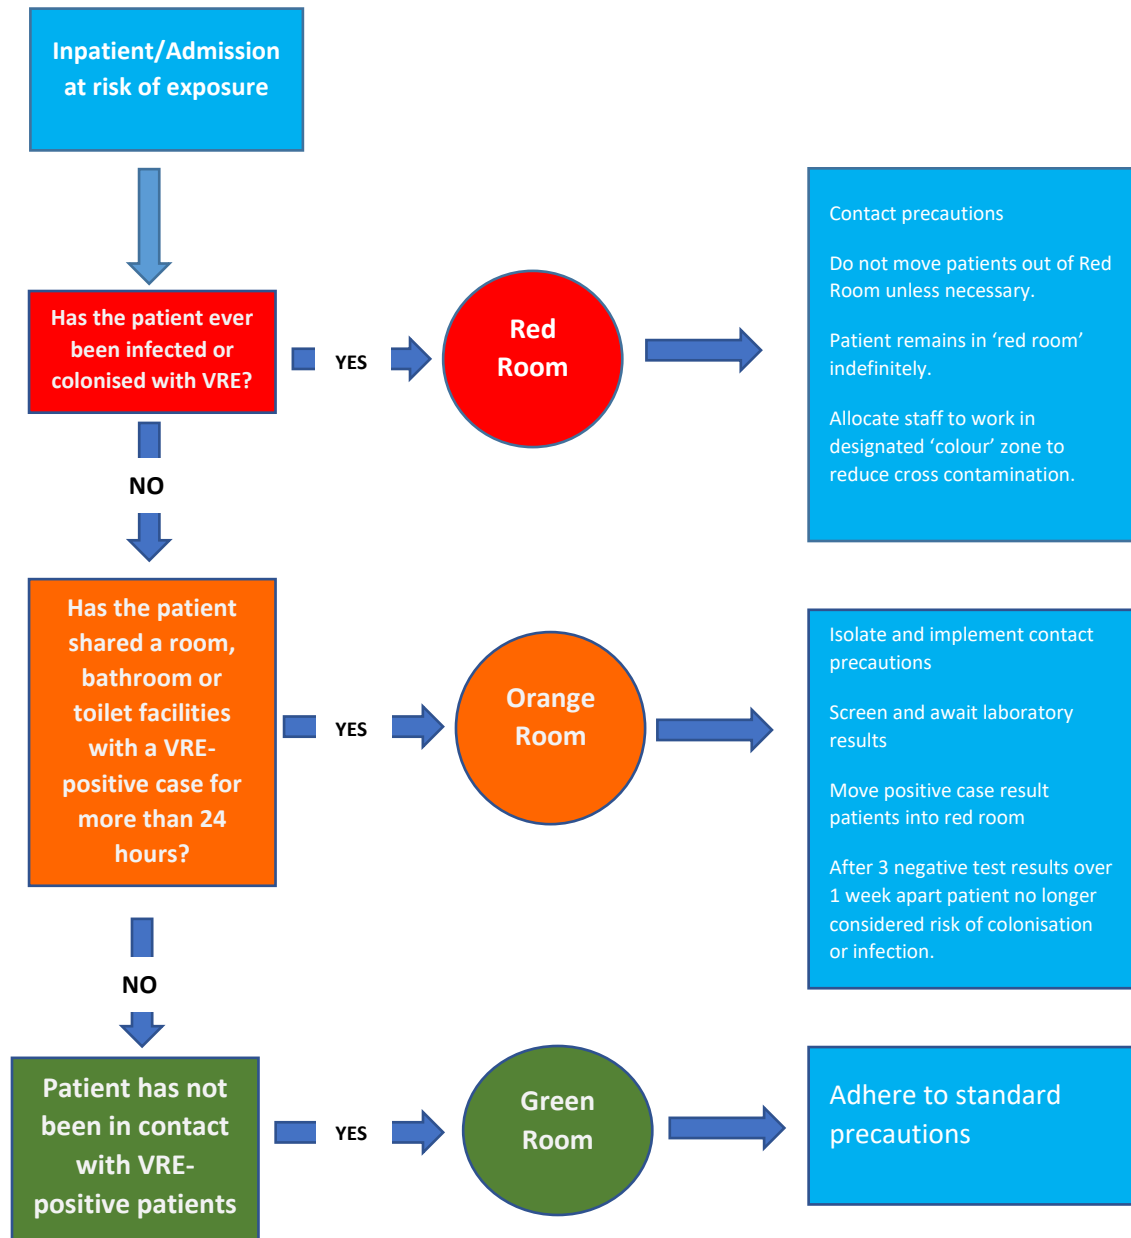 Inpatient/Admission
at risk of exposure
Has the patient ever
been infected or
colonised with VRE?
YES
Red
Room
Contact precautions
Do not move patients out of Red
Room unless necessary.
Patient remains in ‘red room’
indefinitely.
Allocate staff to work in
designated ‘colour’ zone to
reduce cross contamination.
NO
Has the patient
shared a room,
bathroom or
toilet facilities
with a VRE-
positive case for
more than 24
hours?
YES
Orange
Room
Isolate and implement contact
precautions
Screen and await laboratory
results
Move positive case result
patients into red room
After 3 negative test results over
1 week apart patient no longer
considered risk of colonisation
or infection.
NO
Patient has not
been in contact
with VRE-
positive patients
YES
Green
Room
Adhere to standard
precautions